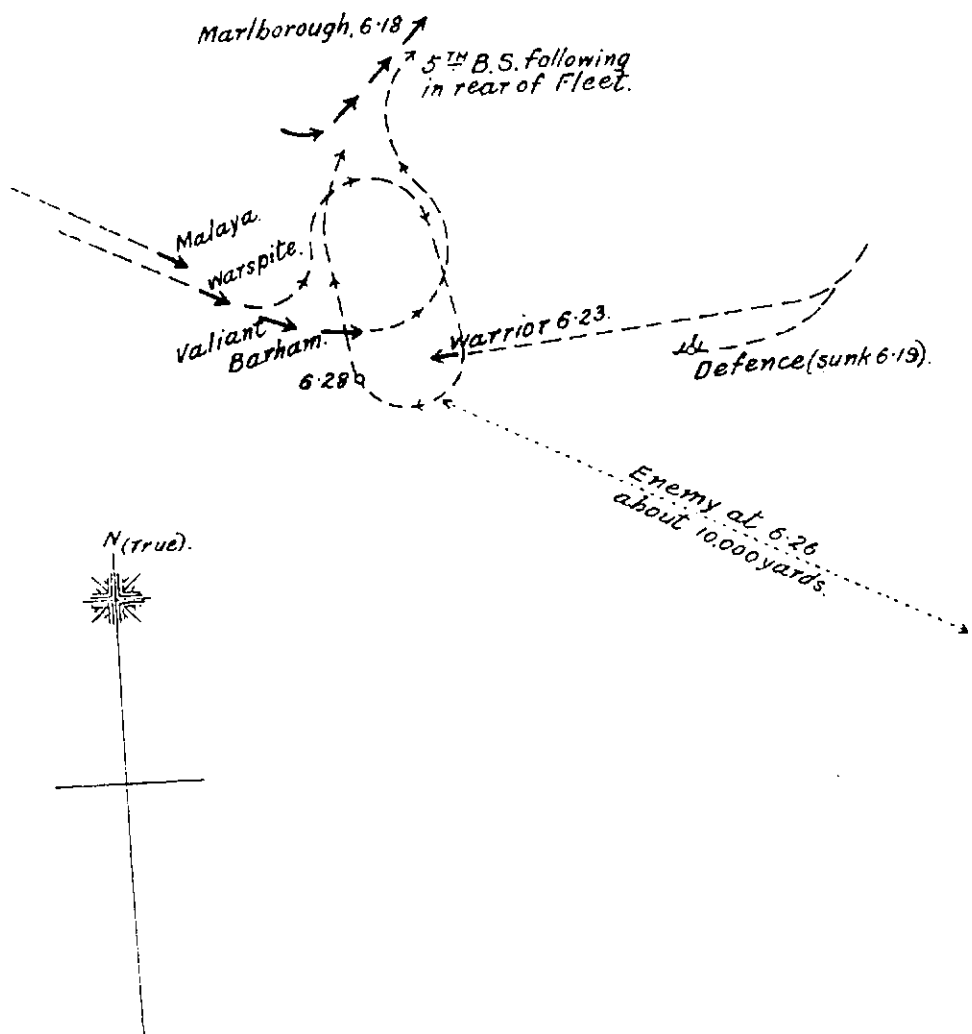 Marlborough, 6·18
5TH B.S. following
in rear of Fleet.
Malaya.
Warspite.
Valiant
Barham.
Warrior 6·23.
Defence (sunk 6·19).
6·28
Enemy at 6·26
about 10,000 yards.
N (True).